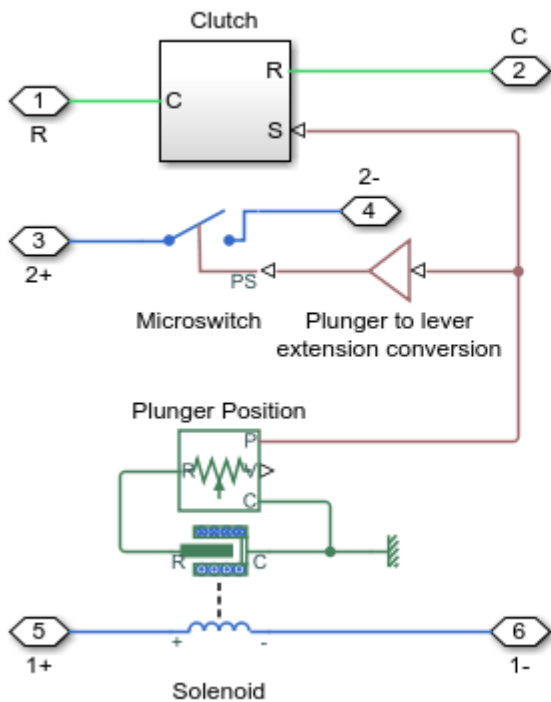 Clutch
C
R
2
1
C
S
R
2-
4
3
2+
PS
Microswitch
Plunger to lever
extension conversion
Plunger Position
P
R
V
C
R
C
5
+
-
6
1+
1-
Solenoid